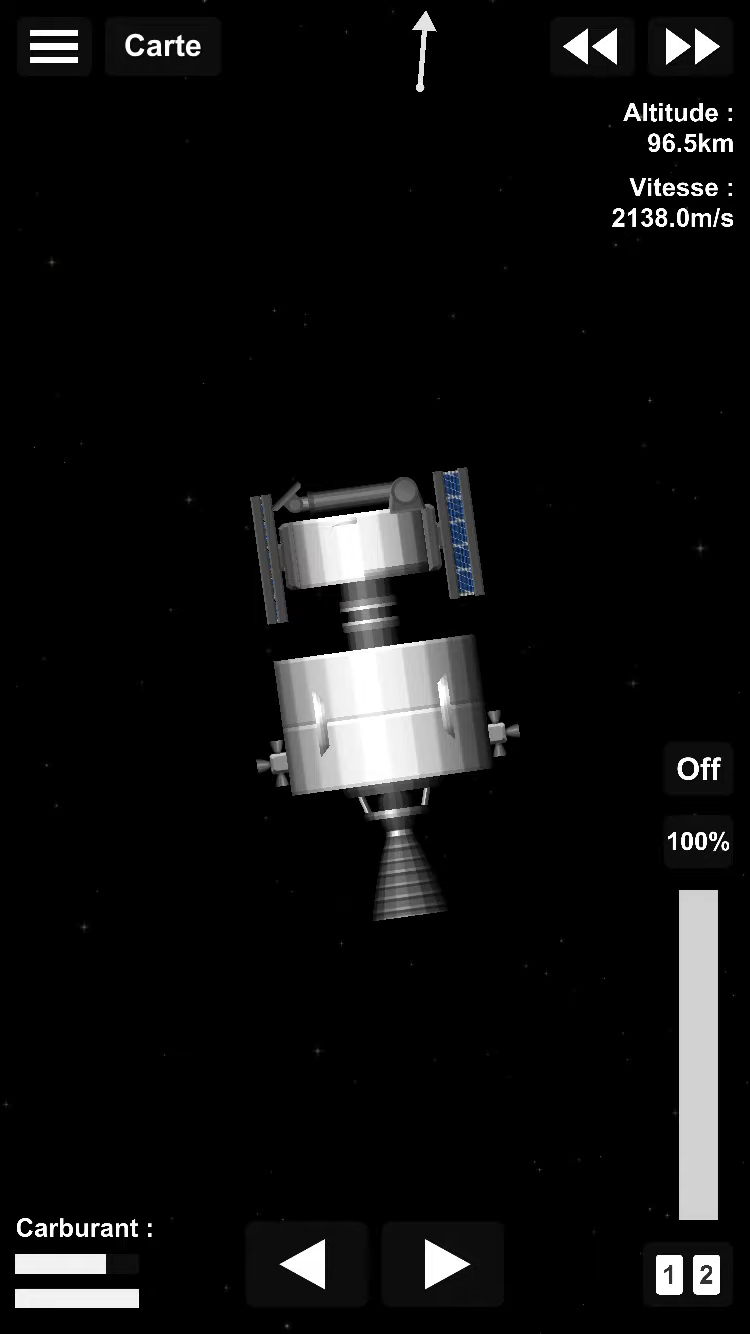 Carte
Altitude :
96.5km
Vitesse :
2138.0m/s
Off
100%
Carburant :
1 2